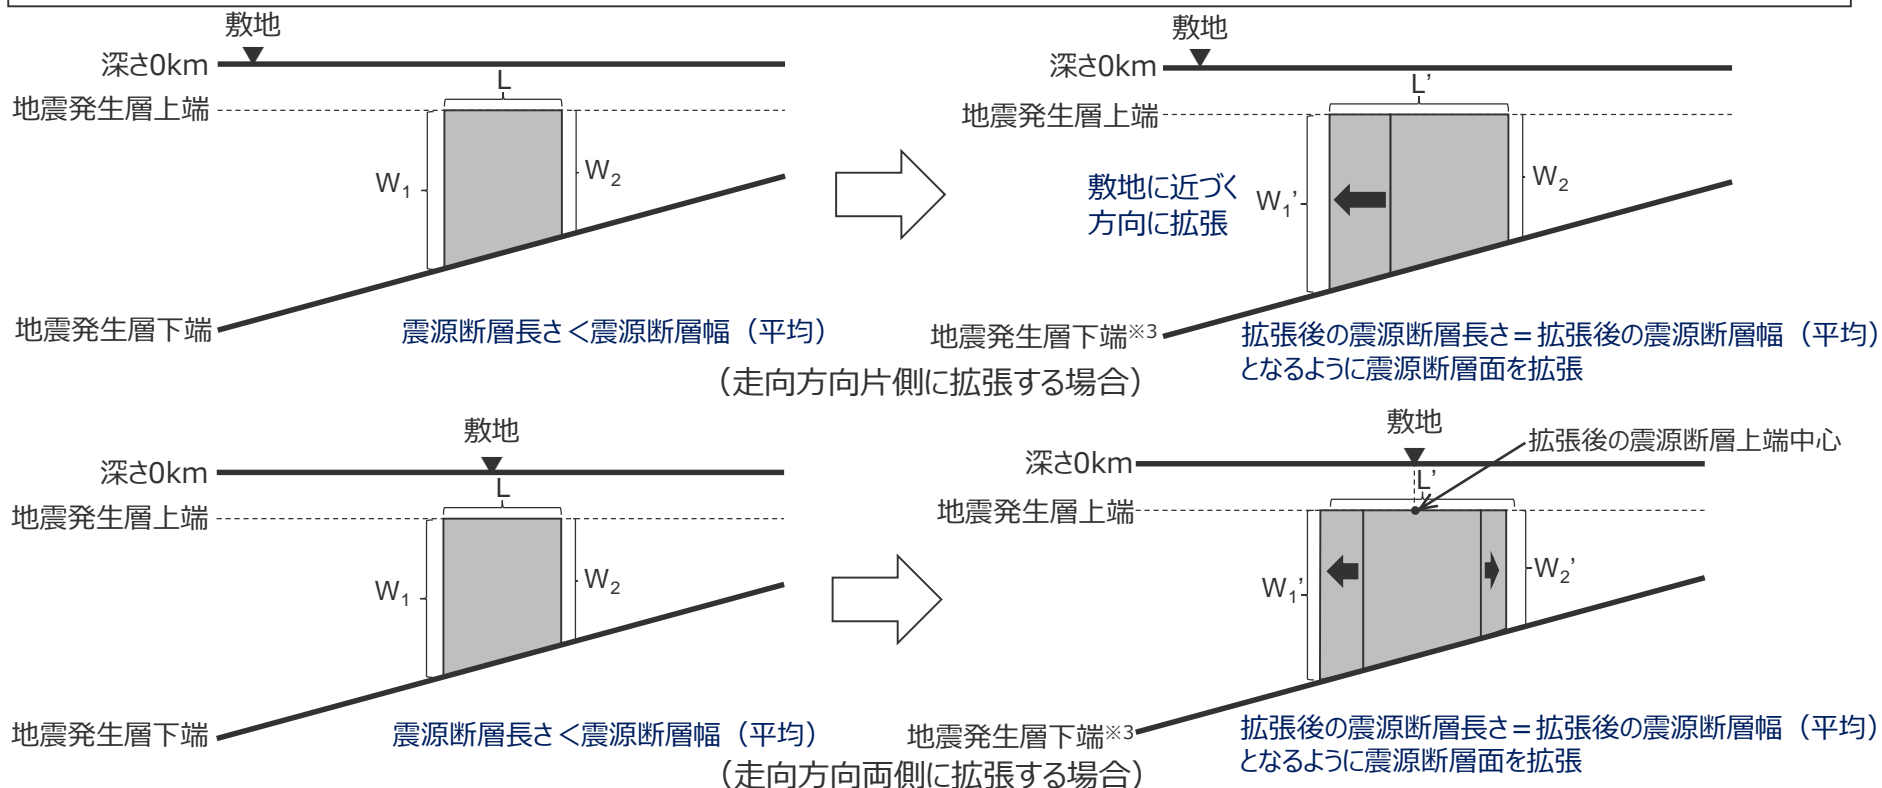 敷地
深さ0km
L
地震発生層上端
W1
W2
地震発生層下端
震源断層長さ＜震源断層幅（平均）
敷地
深さ0km
L’
地震発生層上端
敷地に近づく
方向に拡張
W1’
W2
地震発生層下端※3
拡張後の震源断層長さ＝拡張後の震源断層幅（平均）
となるように震源断層面を拡張
（走向方向片側に拡張する場合）
敷地
深さ0km
L
地震発生層上端
W1
W2
地震発生層下端
震源断層長さ＜震源断層幅（平均）
敷地
拡張後の震源断層上端中心
深さ0km
L’
地震発生層上端
W1’
W2’
地震発生層下端※3
拡張後の震源断層長さ＝拡張後の震源断層幅（平均）
となるように震源断層面を拡張
（走向方向両側に拡張する場合）